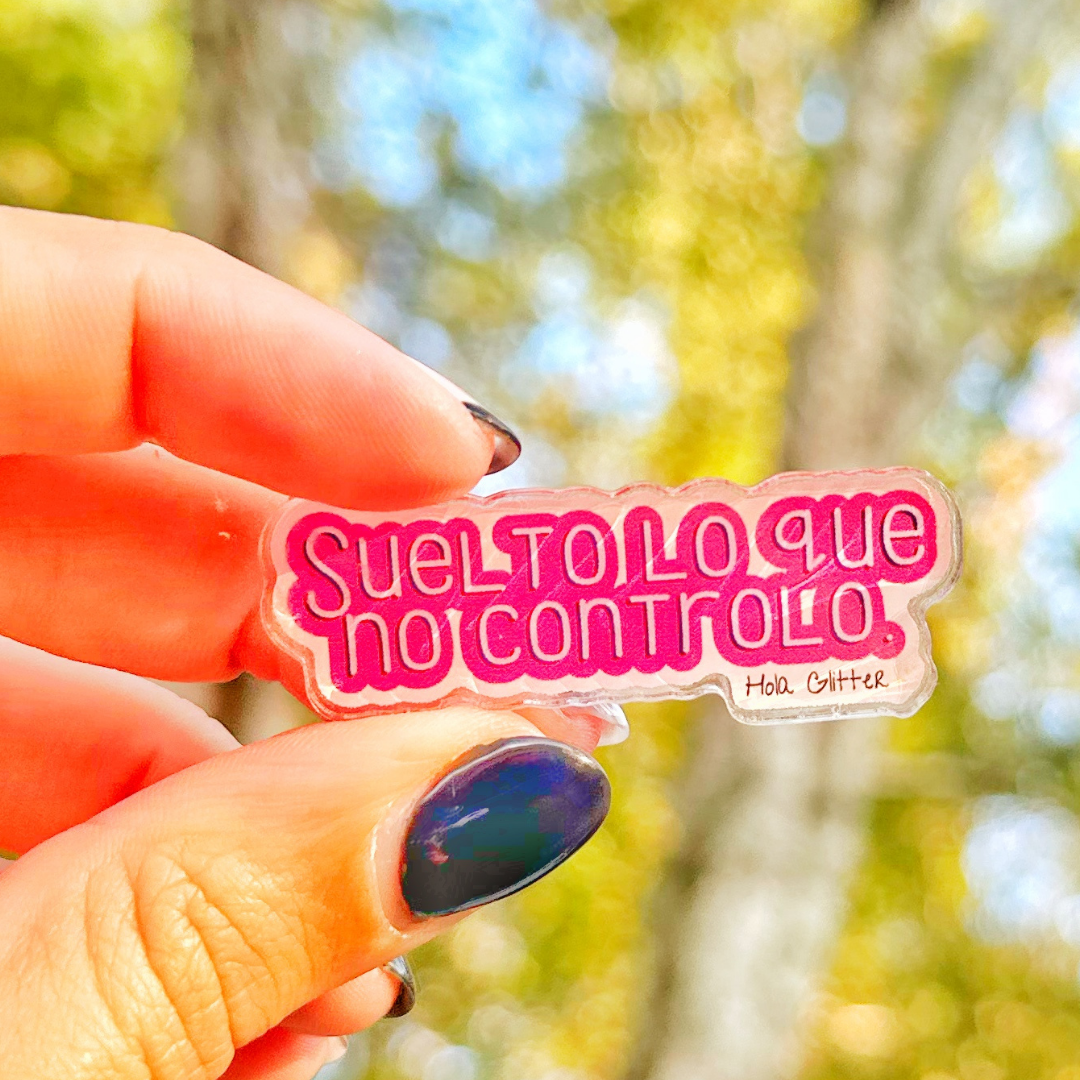 Suelto lo que
no controlo.
Hola Glitter